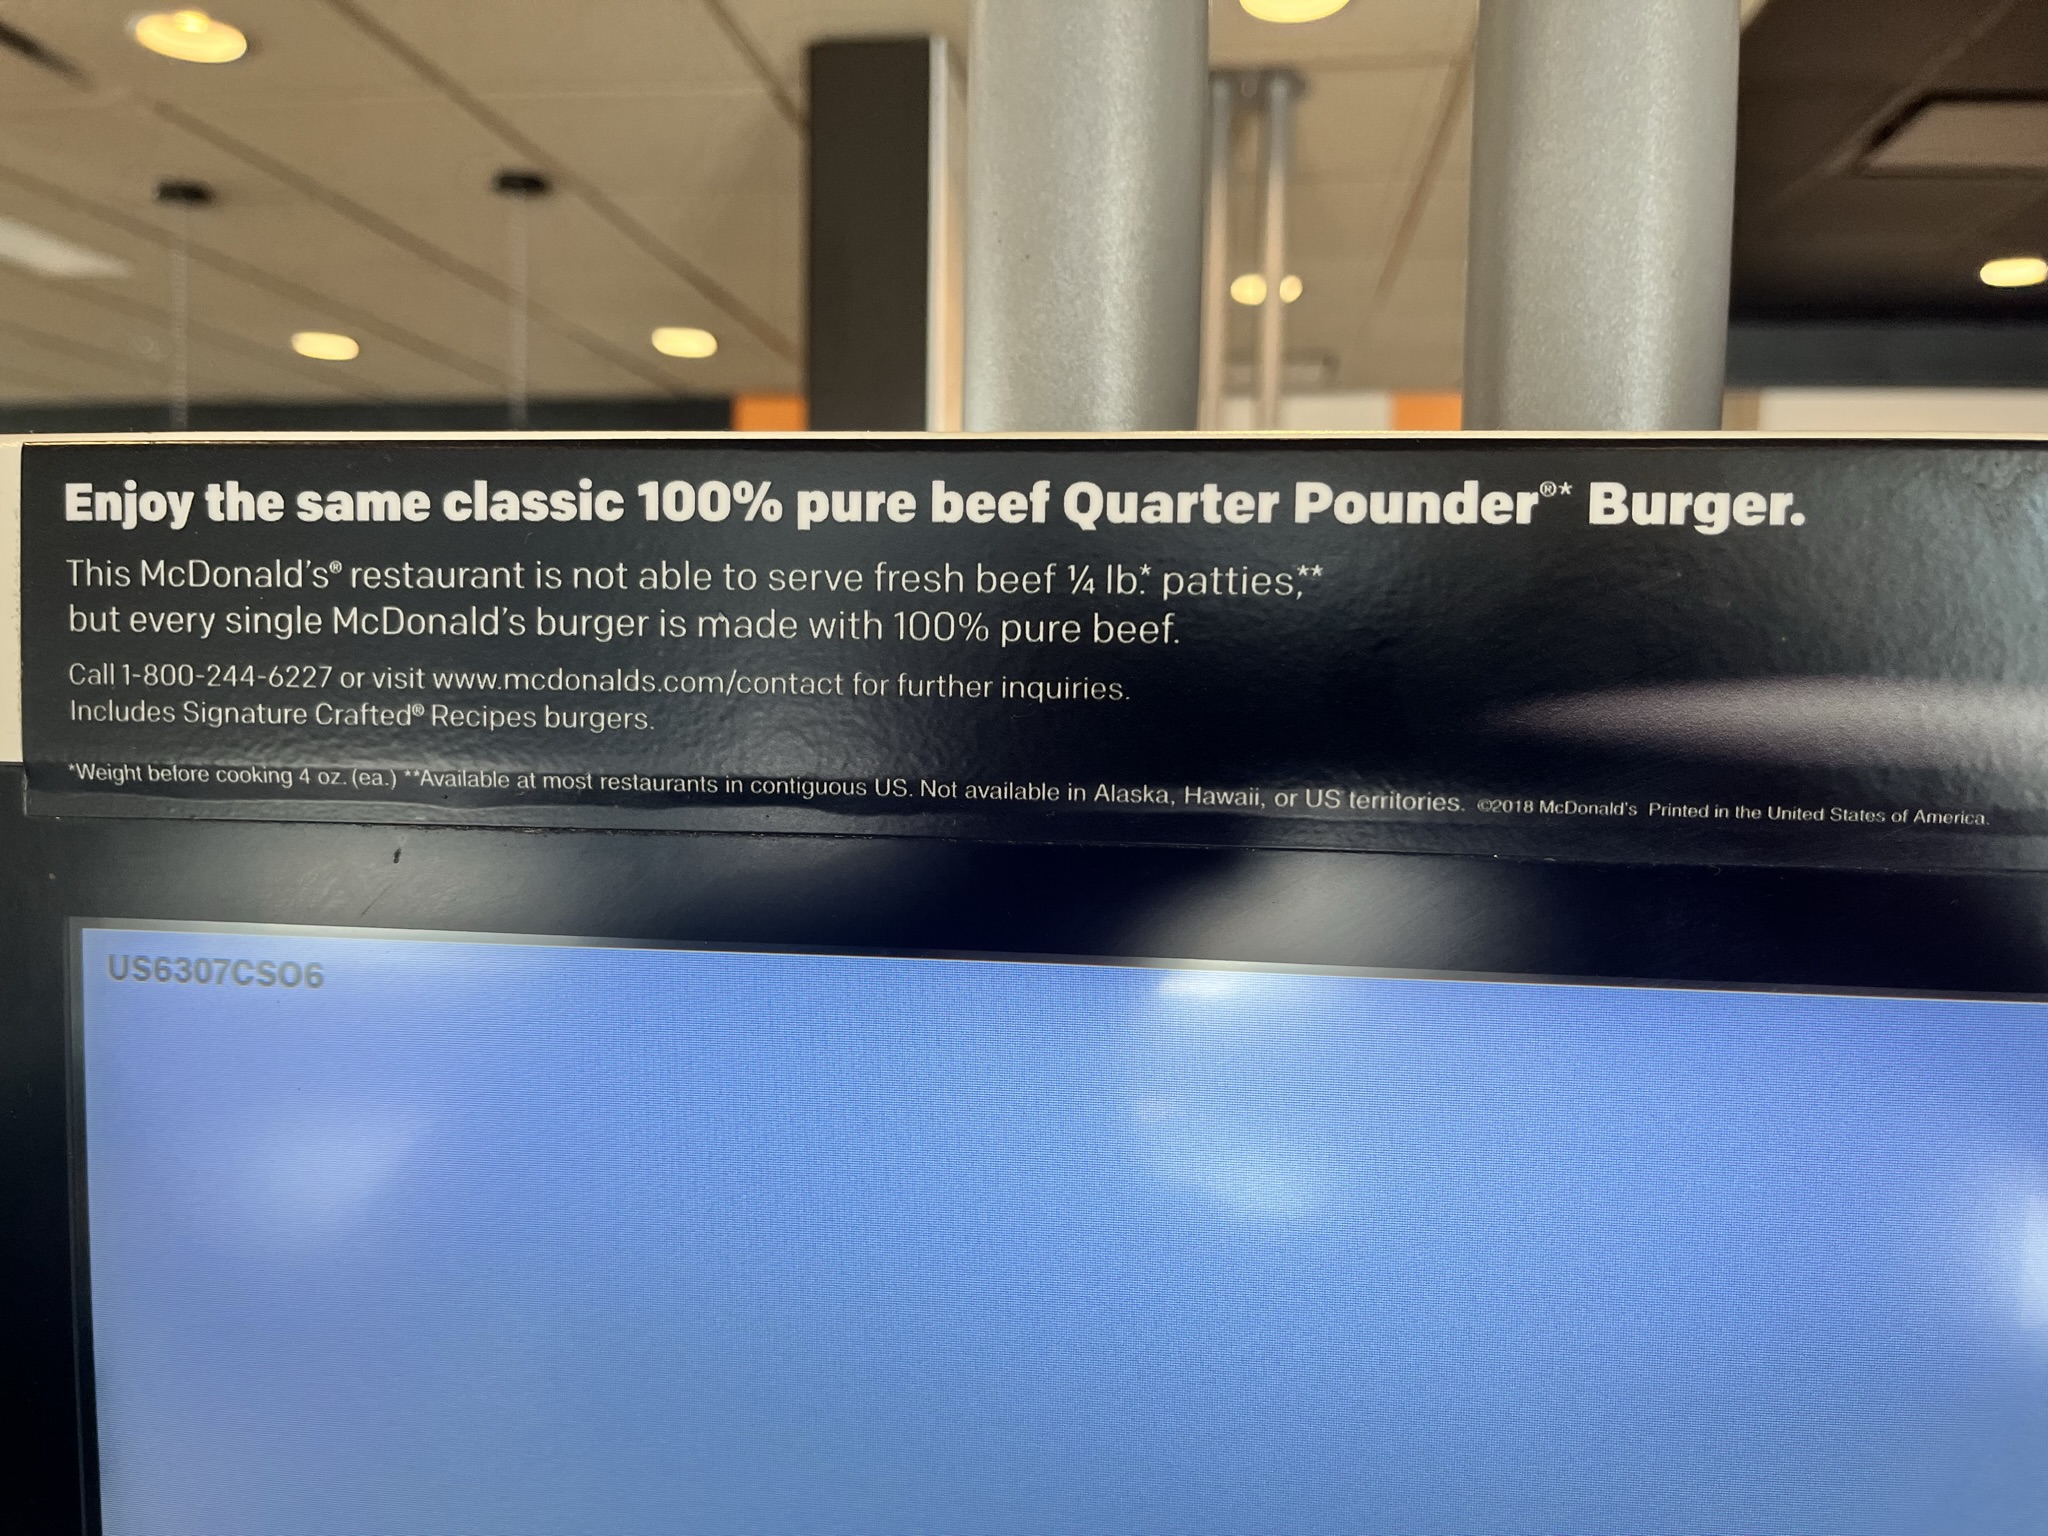 Enjoy the same classic 100% pure beef Quarter Pounder®* Burger.
This McDonald's® restaurant is not able to serve fresh beef ¼ lb.* patties,**
but every single McDonald's burger is made with 100% pure beef.
Call 1-800-244-6227 or visit www.mcdonalds.com/contact for further inquiries.
Includes Signature Crafted® Recipes burgers.
*Weight before cooking 4 oz. (ea.) **Available at most restaurants in contiguous US. Not available in Alaska, Hawaii, or US territories. ©2018 McDonald's Printed in the United States of America.
US6307CSO6